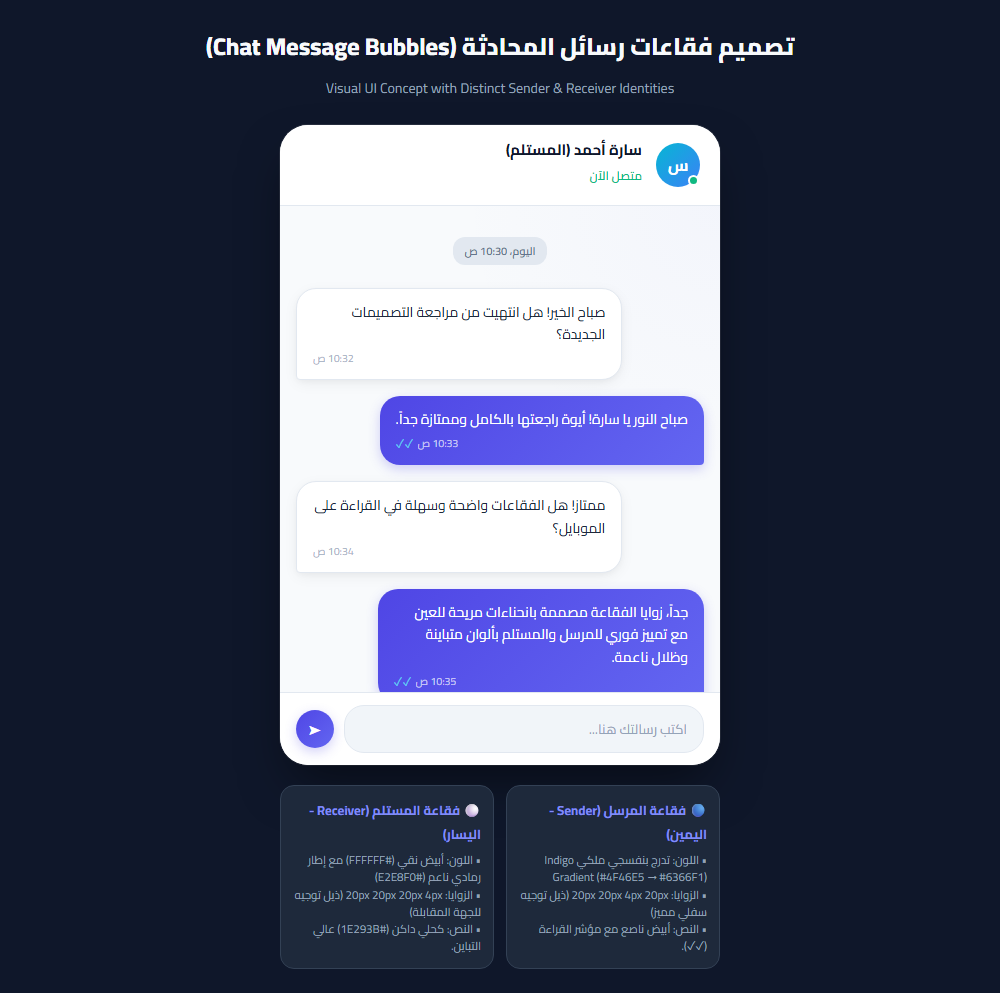 تصميم فقاعات رسائل المحادثة (Chat Message Bubbles)
Visual UI Concept with Distinct Sender & Receiver Identities
س
سارة أحمد (المستلم)
متصل الآن
اليوم، 10:30 ص
صباح الخير! هل انتهيت من مراجعة التصميمات
الجديدة؟
10:32 ص
صباح النور يا سارة! أيوة راجعتها بالكامل وممتازة جداً.
10:33 ص ✓✓
ممتاز! هل الفقاعات واضحة وسهلة في القراءة على
الموبايل؟
10:34 ص
جداً، زوايا الفقاعة مصممة بانحناءات مريحة للعين
مع تمييز فوري للمرسل والمستلم بألوان متباينة
وظلال ناعمة.
10:35 ص ✓✓
اكتب رسالتك هنا...
فقاعة المرسل (Sender -
اليمين)
• اللون: تدرج بنفسجي ملكي Indigo
Gradient (#4F46E5 → #6366F1)
• الزوايا: 20px 20px 4px 20px (ذيل توجيه
سفلي مميز)
• النص: أبيض ناصع مع مؤشر القراءة
(✓✓).
فقاعة المستلم (Receiver -
اليسار)
• اللون: أبيض نقي (#FFFFFF) مع إطار
رمادي ناعم (#E2E8F0)
• الزوايا: 20px 20px 20px 4px (ذيل توجيه
للجهة المقابلة)
• النص: كحلي داكن (#1E293B) عالي
التباين.